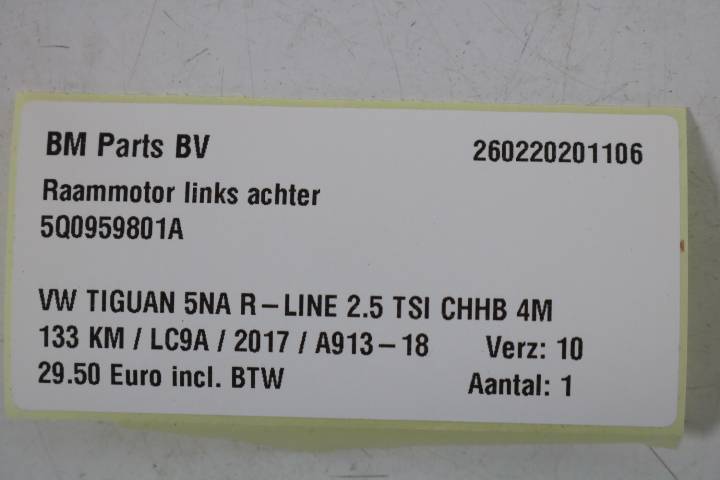 BM Parts BV 260220201106
Raammotor links achter
5Q0959801A
VW TIGUAN 5NA R-LINE 2.5 TSI CHHB 4M
133 KM / LC9A / 2017 / A913-18 Verz: 10
29.50 Euro incl. BTW Aantal: 1